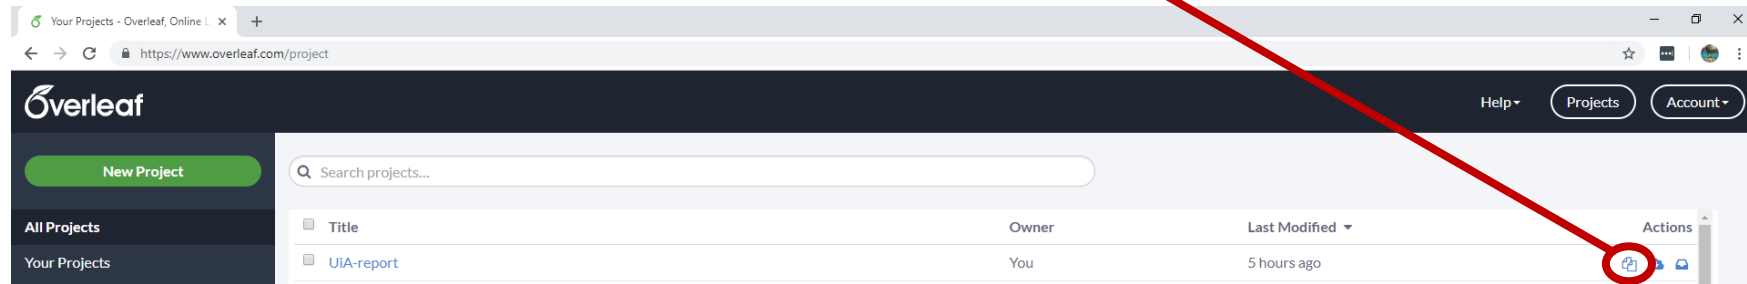 Your Projects - Overleaf, Online L
https://www.overleaf.com/project
Overleaf
Help
Projects
Account
New Project
Search projects...
All Projects
Title
Owner
Last Modified
Actions
Your Projects
UiA-report
You
5 hours ago